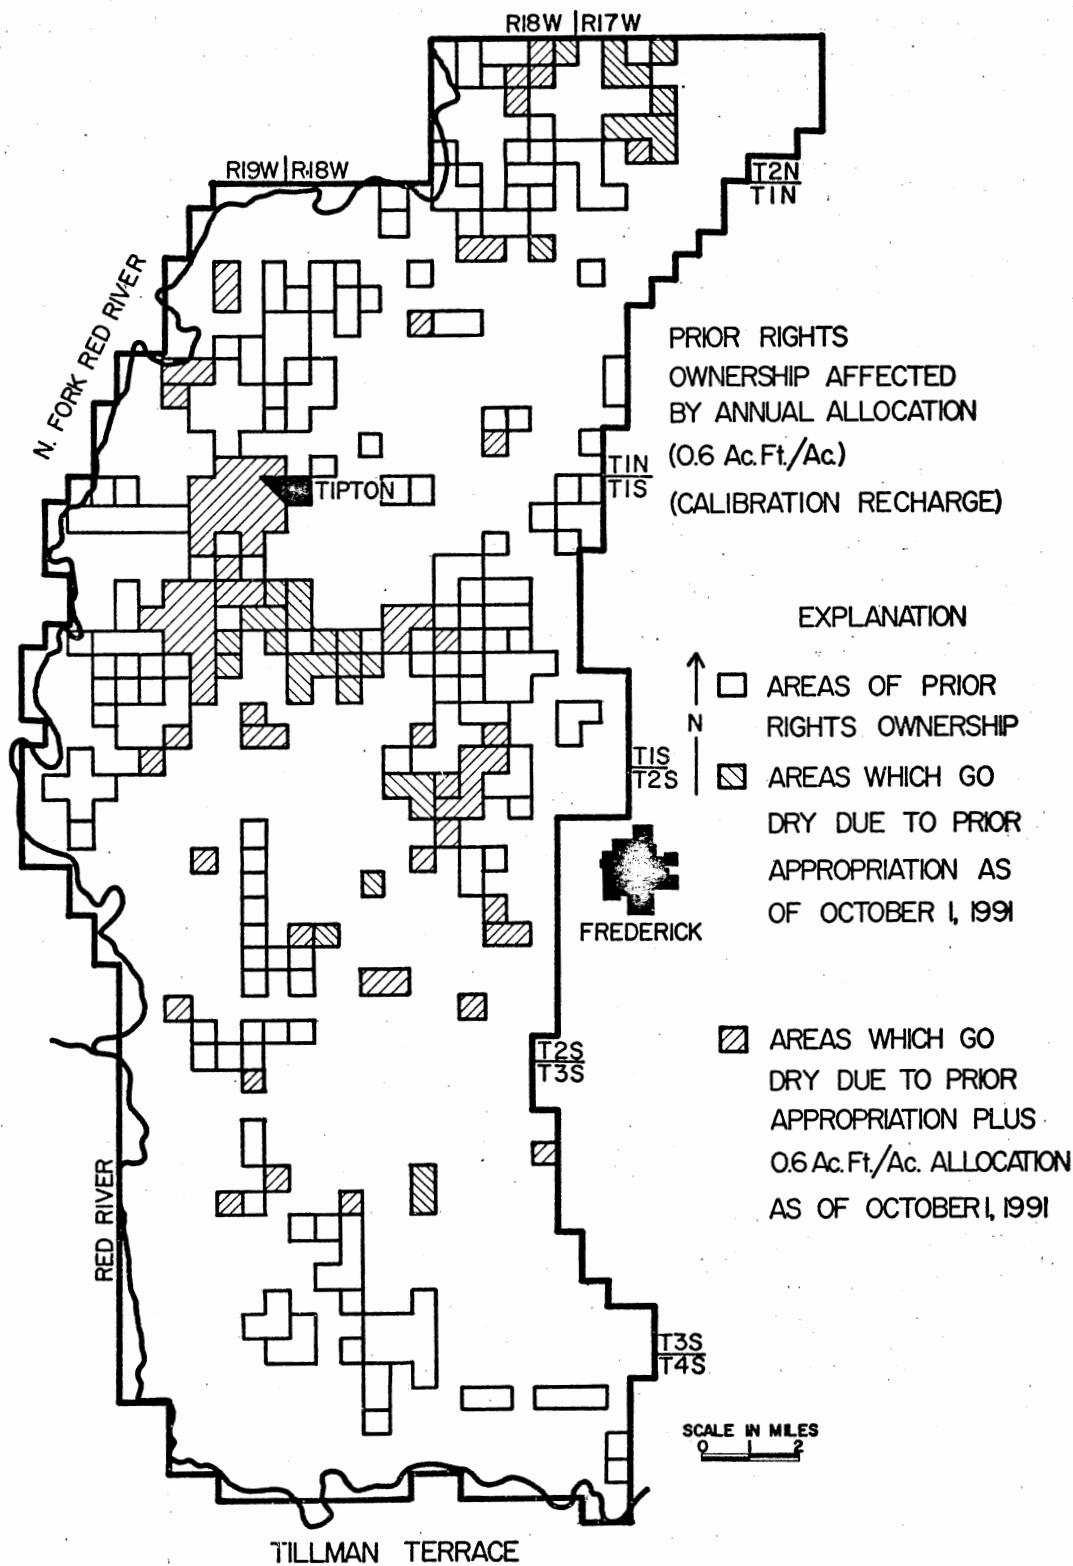 R18W | R17W
R19W | R18W
T2N
T1N
N. FORK RED RIVER
PRIOR RIGHTS
OWNERSHIP AFFECTED
BY ANNUAL ALLOCATION
(0.6 Ac.Ft./Ac.)
(CALIBRATION RECHARGE)
T1N
T1S
TIPTON
EXPLANATION
N
AREAS OF PRIOR
RIGHTS OWNERSHIP
T1S
T2S
AREAS WHICH GO
DRY DUE TO PRIOR
APPROPRIATION AS
OF OCTOBER 1, 1991
FREDERICK
T2S
T3S
AREAS WHICH GO
DRY DUE TO PRIOR
APPROPRIATION PLUS
0.6 Ac.Ft./Ac. ALLOCATION
AS OF OCTOBER 1, 1991
RED RIVER
T3S
T4S
SCALE IN MILES
0 1 2
TILLMAN TERRACE